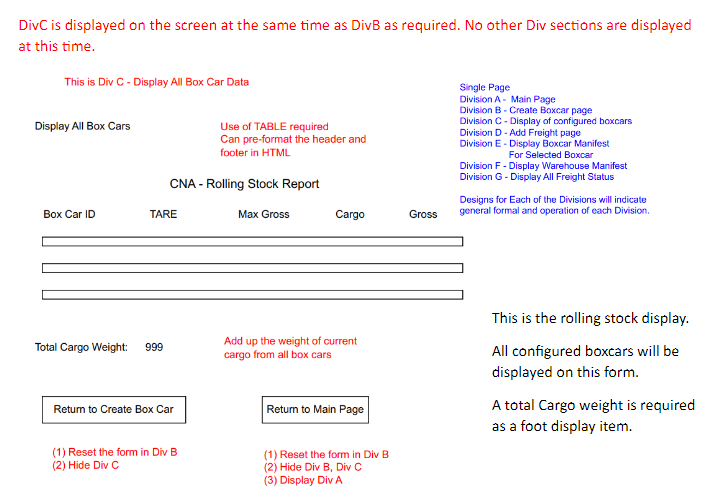 DivC is displayed on the screen at the same time as DivB as required. No other Div sections are displayed
at this time.
This is Div C - Display All Box Car Data
Single Page
Division A - Main Page
Division B - Create Boxcar page
Division C - Display of configured boxcars
Division D - Add Freight page
Division E - Display Boxcar Manifest
For Selected Boxcar
Division F - Display Warehouse Manifest
Division G - Display All Freight Status
Designs for Each of the Divisions will indicate
general formal and operation of each Division.
Display All Box Cars
Use of TABLE required
Can pre-format the header and
footer in HTML
CNA - Rolling Stock Report
Box Car ID TARE Max Gross Cargo Gross
This is the rolling stock display.
All configured boxcars will be
displayed on this form.
A total Cargo weight is required
as a foot display item.
Total Cargo Weight: 999
Add up the weight of current
cargo from all box cars
Return to Create Box Car
Return to Main Page
(1) Reset the form in Div B
(2) Hide Div C
(1) Reset the form in Div B
(2) Hide Div B, Div C
(3) Display Div A